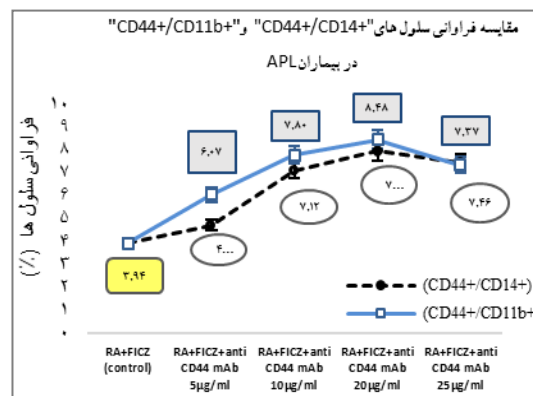 مقایسه فراوانی سلول های"CD44+/CD14+" و"CD44+/CD11b+"
در بیماران APL
فراوانی سلول ها (%)
۱۰
۹
۸
۷
۶
۵
۴
۳
۲
۱
۰
۳،۹۴
۶،۰۷
۷،۸۰
۸،۴۸
۷،۳۷
۴...
۷،۱۲
۷...
۷،۴۶
(CD44+/CD14+)
(CD44+/CD11b+
RA+FICZ
(control)
RA+FICZ+anti
CD44 mAb
5µg/ml
RA+FICZ+anti
CD44 mAb
10µg/ml
RA+FICZ+anti
CD44 mAb
20µg/ml
RA+FICZ+anti
CD44 mAb
25µg/ml